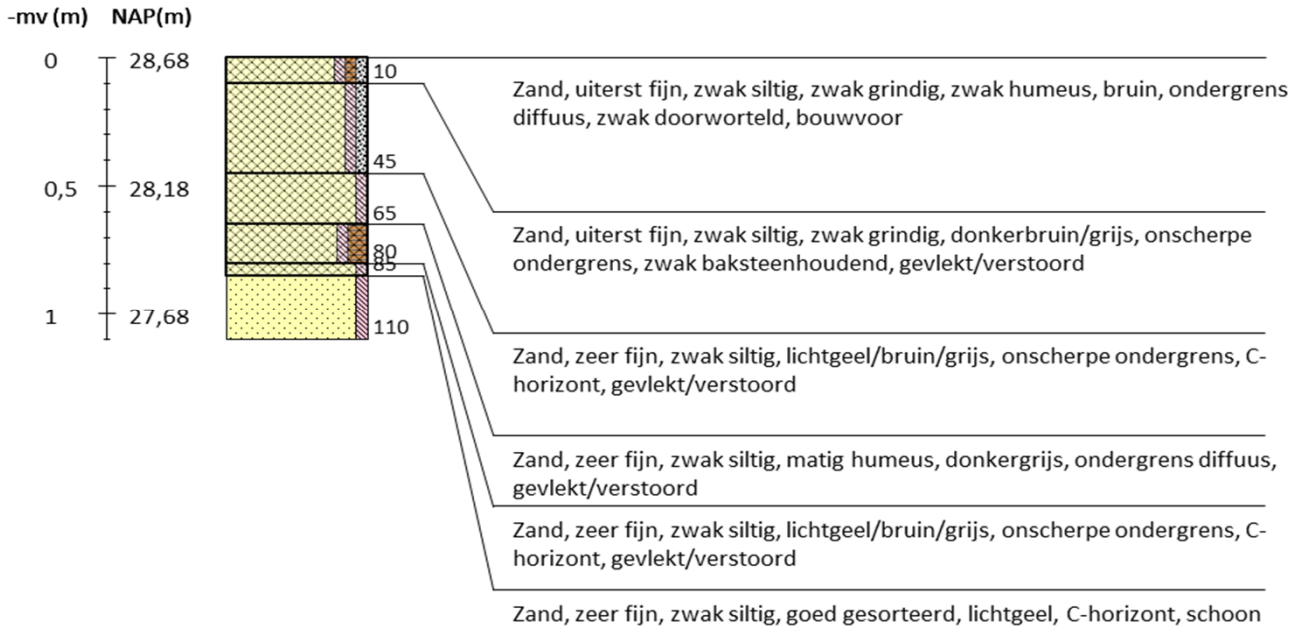 -mv (m) NAP(m)
0 28,68
10
Zand, uiterst fijn, zwak siltig, zwak grindig, zwak humeus, bruin, ondergrens
diffuus, zwak doorworteld, bouwvoor
45
0,5 28,18
65
Zand, uiterst fijn, zwak siltig, zwak grindig, donkerbruin/grijs, onscherpe
ondergrens, zwak baksteenhoudend, gevlekt/verstoord
80
85
1 27,68
110
Zand, zeer fijn, zwak siltig, lichtgeel/bruin/grijs, onscherpe ondergrens, C-
horizont, gevlekt/verstoord
Zand, zeer fijn, zwak siltig, matig humeus, donkergrijs, ondergrens diffuus,
gevlekt/verstoord
Zand, zeer fijn, zwak siltig, lichtgeel/bruin/grijs, onscherpe ondergrens, C-
horizont, gevlekt/verstoord
Zand, zeer fijn, zwak siltig, goed gesorteerd, lichtgeel, C-horizont, schoon